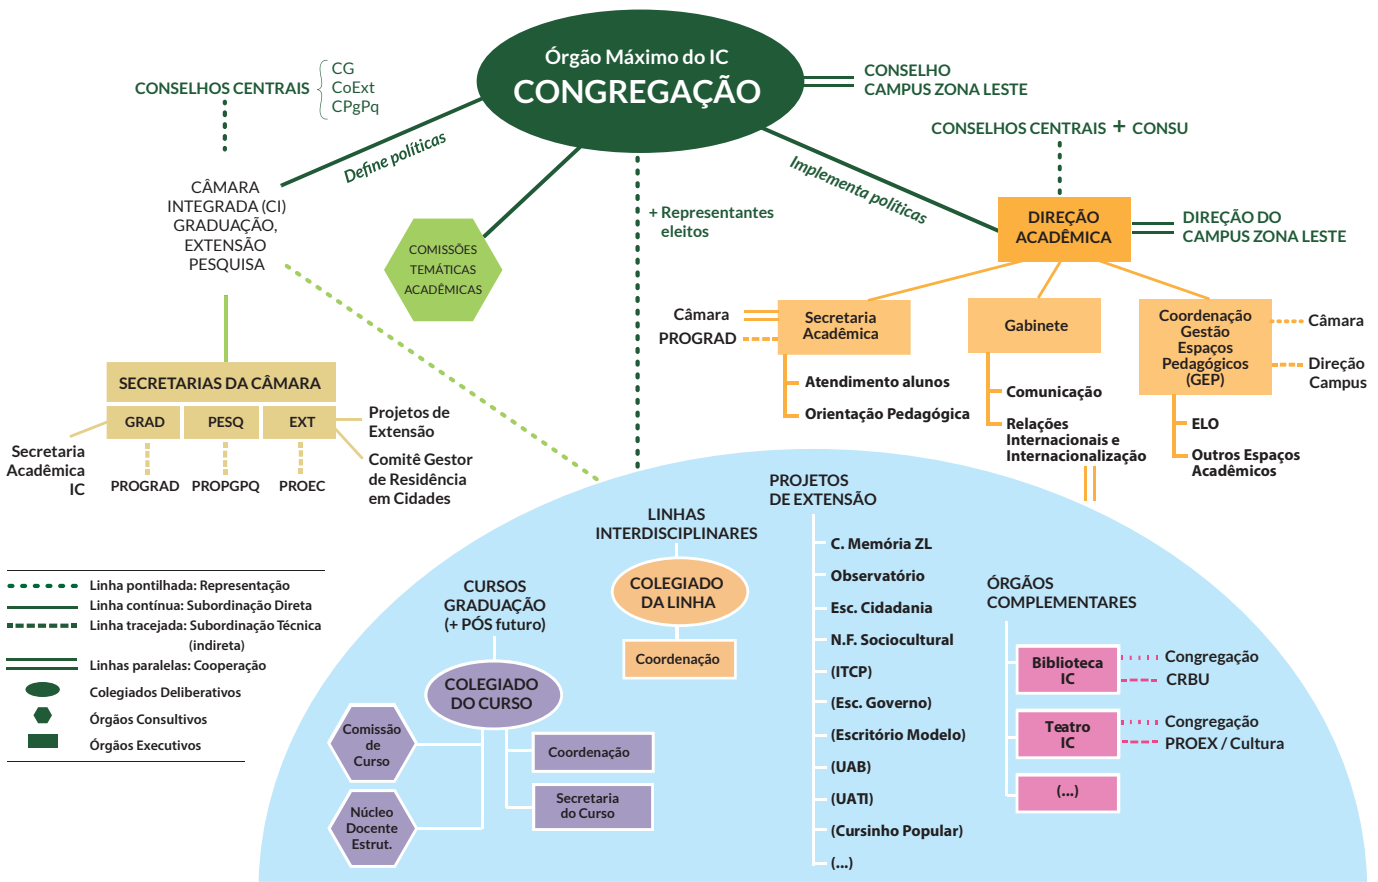 Órgão Máximo do IC
CONGREGAÇÃO
CONSELHO
CAMPUS ZONA LESTE
CONSELHOS CENTRAIS
CG
CoExt
CPgPq
Define políticas
Implementa políticas
CONSELHOS CENTRAIS + CONSU
CÂMARA
INTEGRADA (CI)
GRADUAÇÃO,
EXTENSÃO
PESQUISA
COMISSÕES
TEMÁTICAS
ACADÊMICAS
+ Representantes
eleitos
DIREÇÃO
ACADÊMICA
DIREÇÃO DO
CAMPUS ZONA LESTE
Câmara
PROGRAD
Secretaria
Acadêmica
Atendimento alunos
Orientação Pedagógica
Gabinete
Comunicação
Relações
Internacionais e
Internacionalização
Coordenação
Gestão
Espaços
Pedagógicos
(GEP)
Câmara
Direção
Campus
ELO
Outros Espaços
Acadêmicos
SECRETARIAS DA CÂMARA
GRAD
PESQ
EXT
Secretaria
Acadêmica
IC
PROGRAD
PROPGPQ
PROEC
Projetos de
Extensão
Comitê Gestor
de Residência
em Cidades
Linha pontilhada: Representação
Linha contínua: Subordinação Direta
Linha tracejada: Subordinação Técnica
(indireta)
Linhas paralelas: Cooperação
Colegiados Deliberativos
Órgãos Consultivos
Órgãos Executivos
CURSOS
GRADUAÇÃO
(+ PÓS futuro)
COLEGIADO
DO CURSO
Comissão
de
Curso
Núcleo
Docente
Estrut.
Coordenação
Secretaria
do Curso
LINHAS
INTERDISCIPLINARES
COLEGIADO
DA LINHA
Coordenação
PROJETOS
DE EXTENSÃO
C. Memória ZL
Observatório
Esc. Cidadania
N.F. Sociocultural
(ITCP)
(Esc. Governo)
(Escritório Modelo)
(UAB)
(UATI)
(Cursinho Popular)
(...)
ÓRGÃOS
COMPLEMENTARES
Biblioteca
IC
Congregação
CRBU
Teatro
IC
Congregação
PROEX / Cultura
(...)